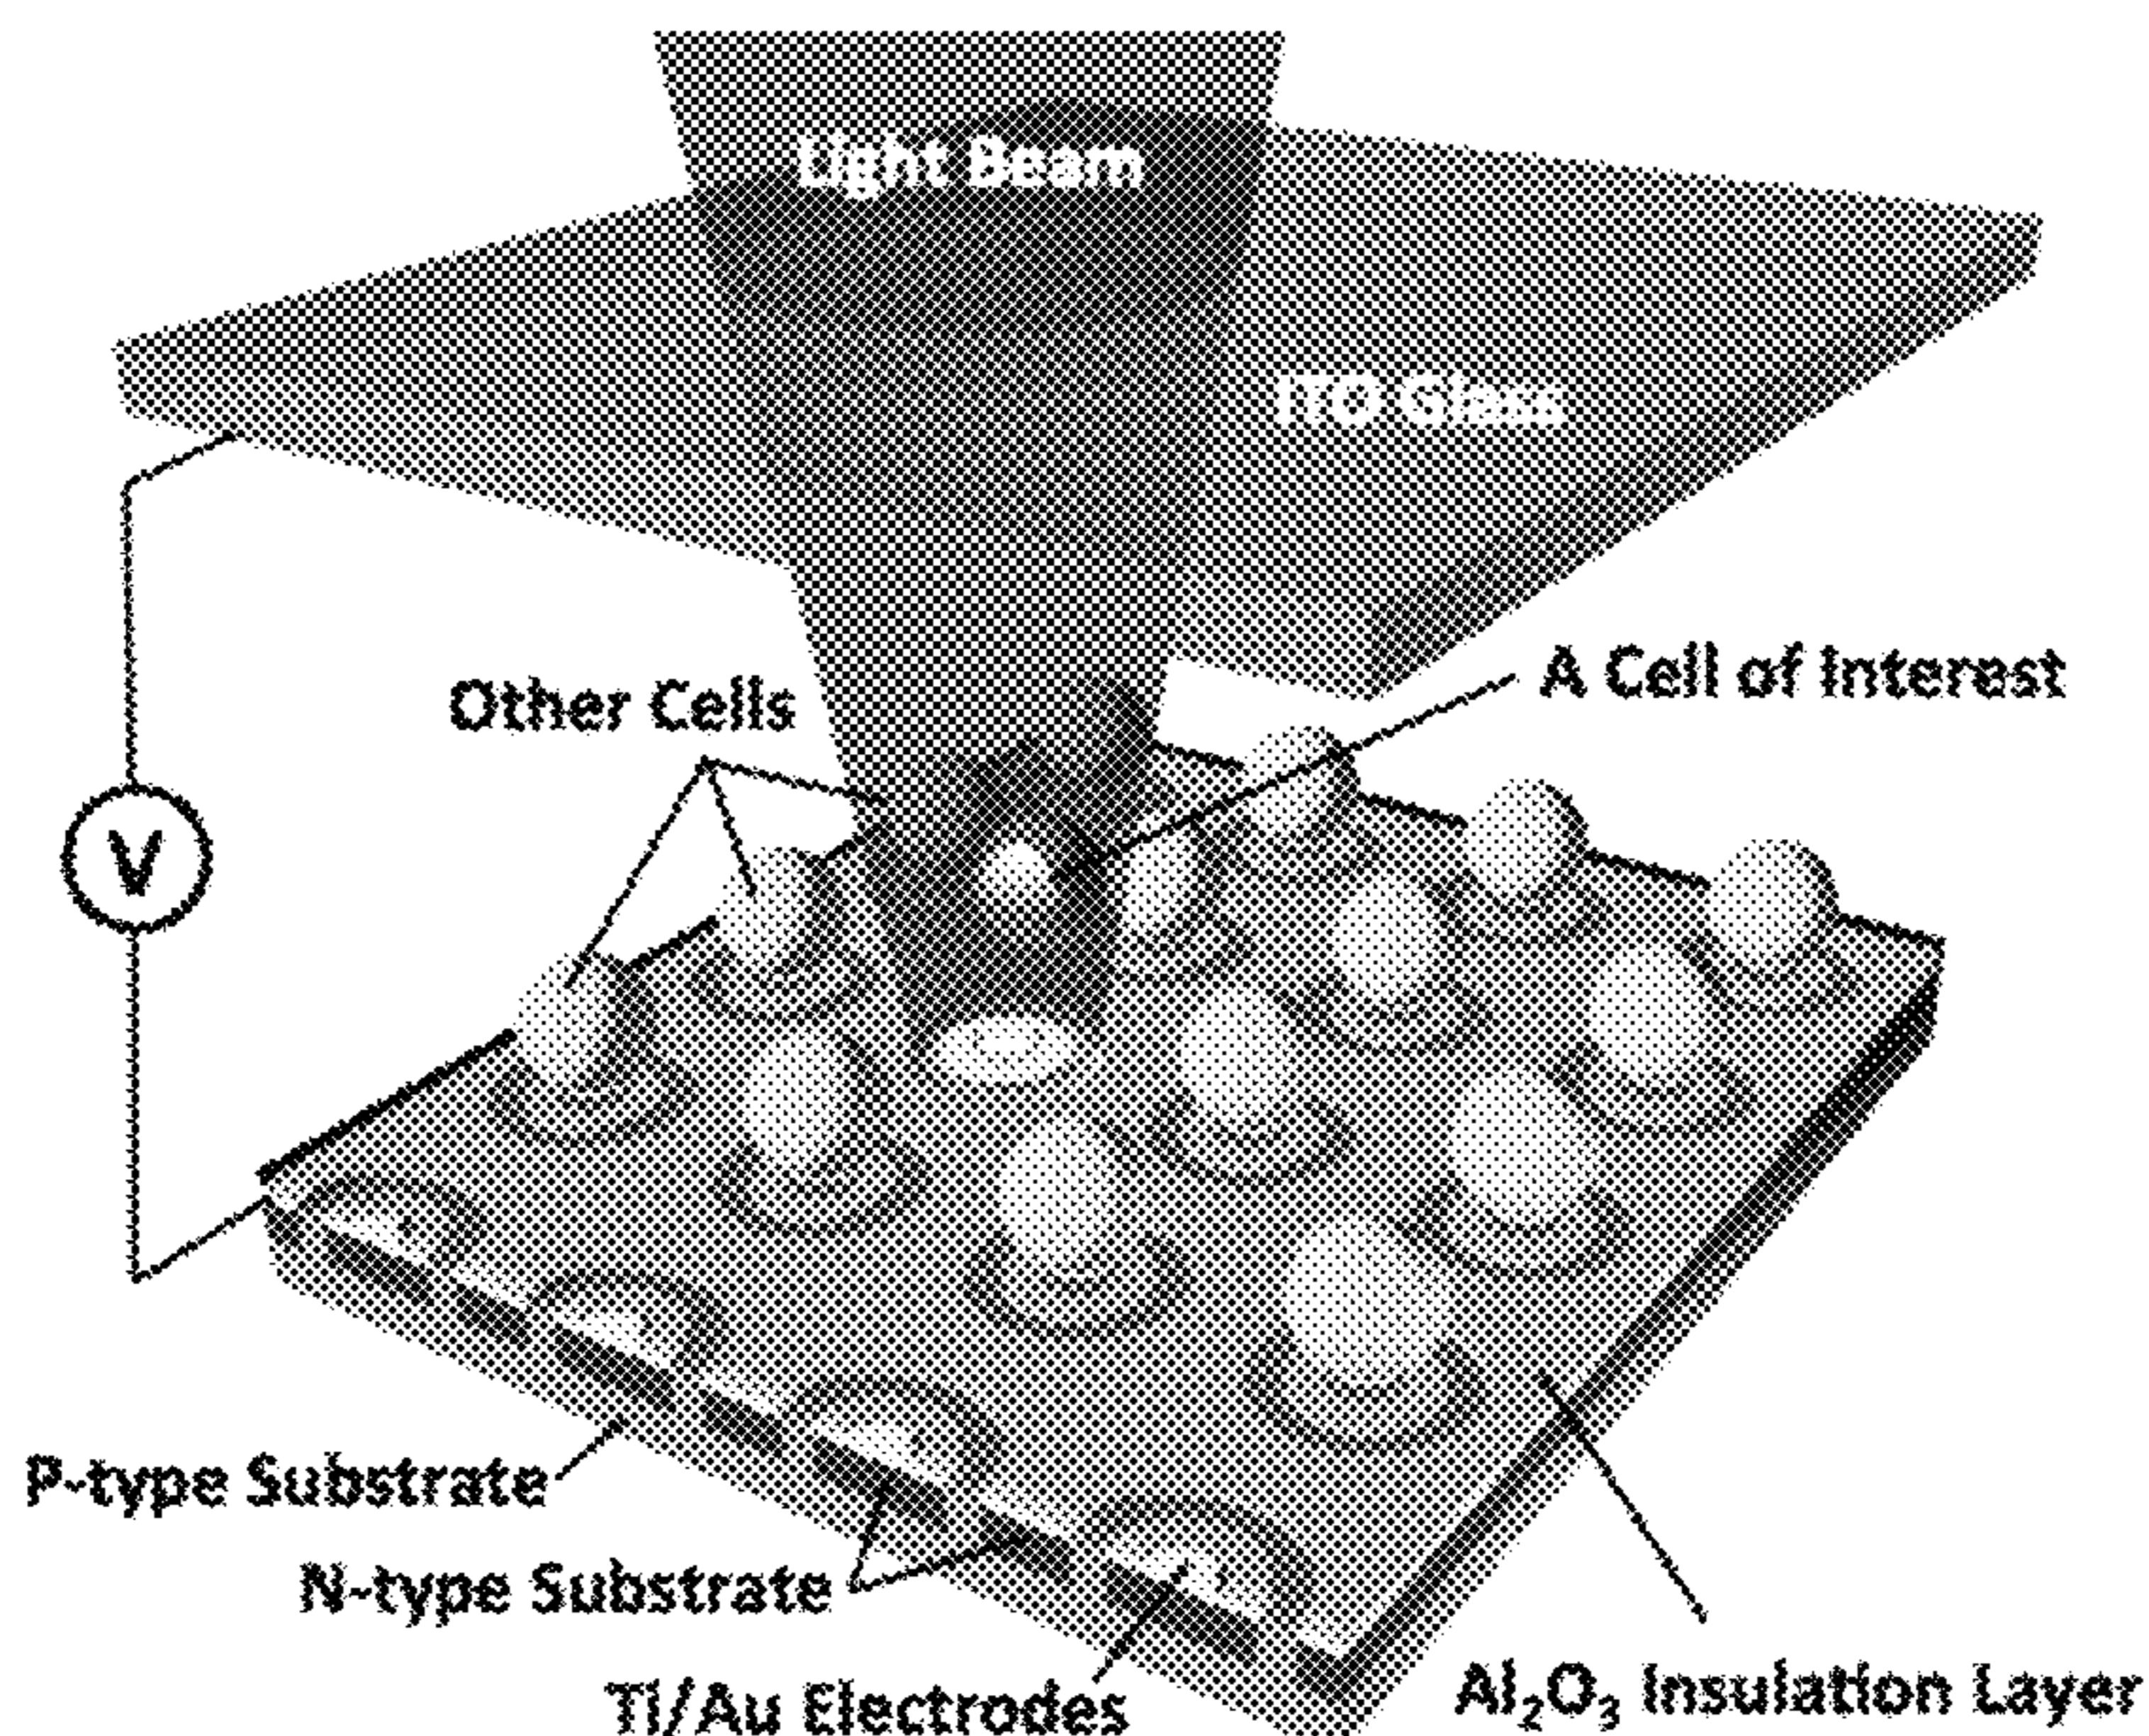 Light Beam
ITO Glass
A Cell of Interest
Other Cells
V
P-type Substrate
N-type Substrate
Ti/Au Electrodes
Al₂O₃ Insulation Layer